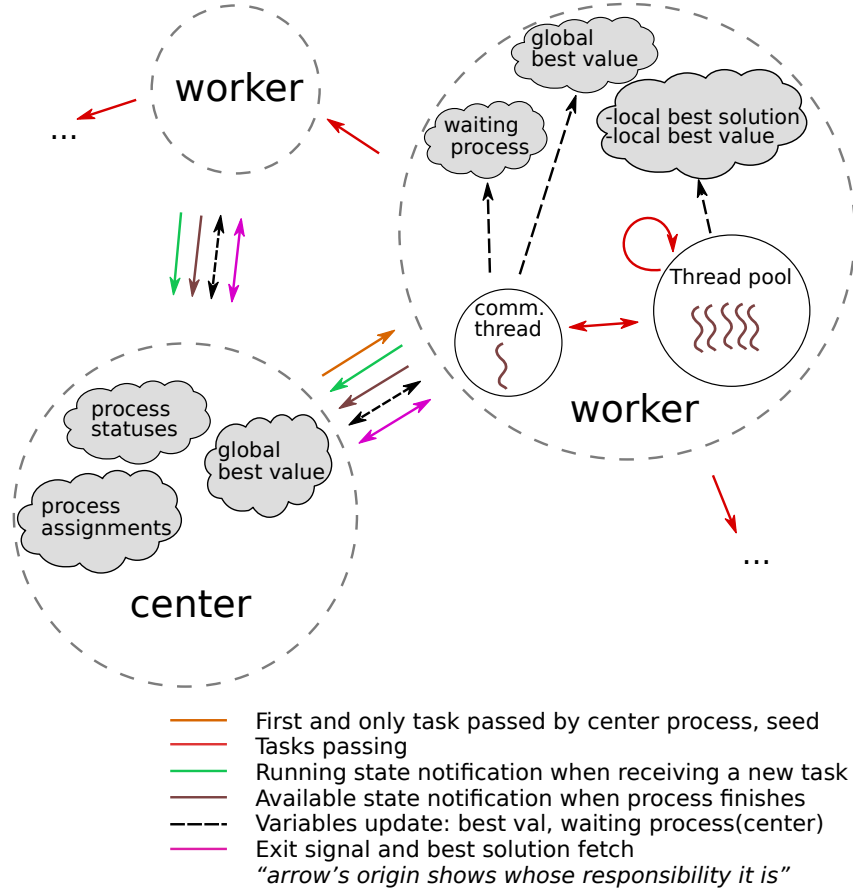 global
best value
worker
-local best solution
-local best value
waiting
process
...
Thread pool
comm.
thread
worker
process
statuses
global
best value
process
assignments
...
center
First and only task passed by center process, seed
Tasks passing
Running state notification when receiving a new task
Available state notification when process finishes
Variables update: best val, waiting process(center)
Exit signal and best solution fetch
“arrow’s origin shows whose responsibility it is”